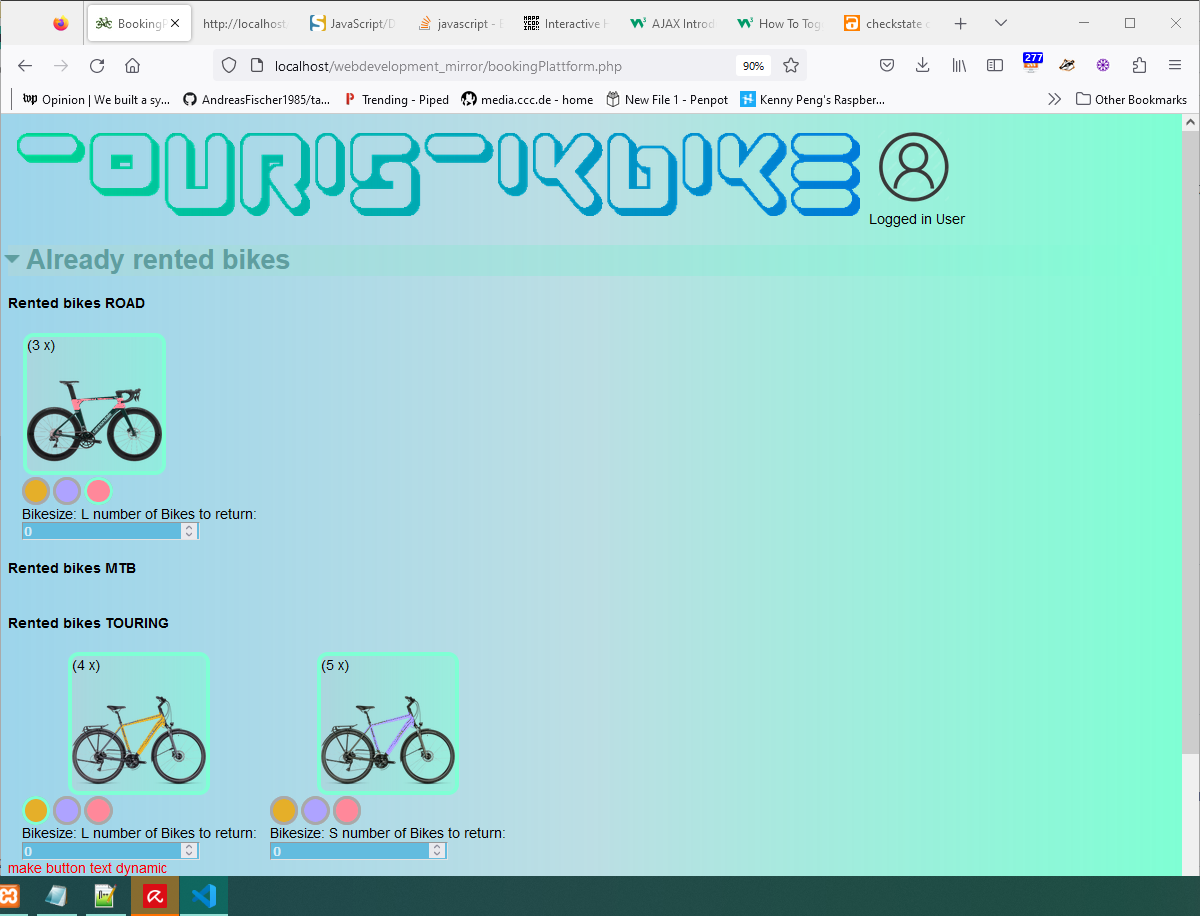 BookingP
http://localhost/
JavaScript/D
javascript - E
Interactive H
AJAX Introd
How To Tog
checkstate o
localhost/webdevelopment_mirror/bookingPlattform.php
90%
277
Opinion | We built a sy...
AndreasFischer1985/ta...
Trending - Piped
media.ccc.de - home
New File 1 - Penpot
Kenny Peng's Raspber...
Other Bookmarks
TOURISTIKBIKE
Logged in User
Already rented bikes
Rented bikes ROAD
(3 x)
Bikesize: L number of Bikes to return:
0
Rented bikes MTB
Rented bikes TOURING
(4 x) (5 x)
Bikesize: L number of Bikes to return: Bikesize: S number of Bikes to return:
0 0
make button text dynamic